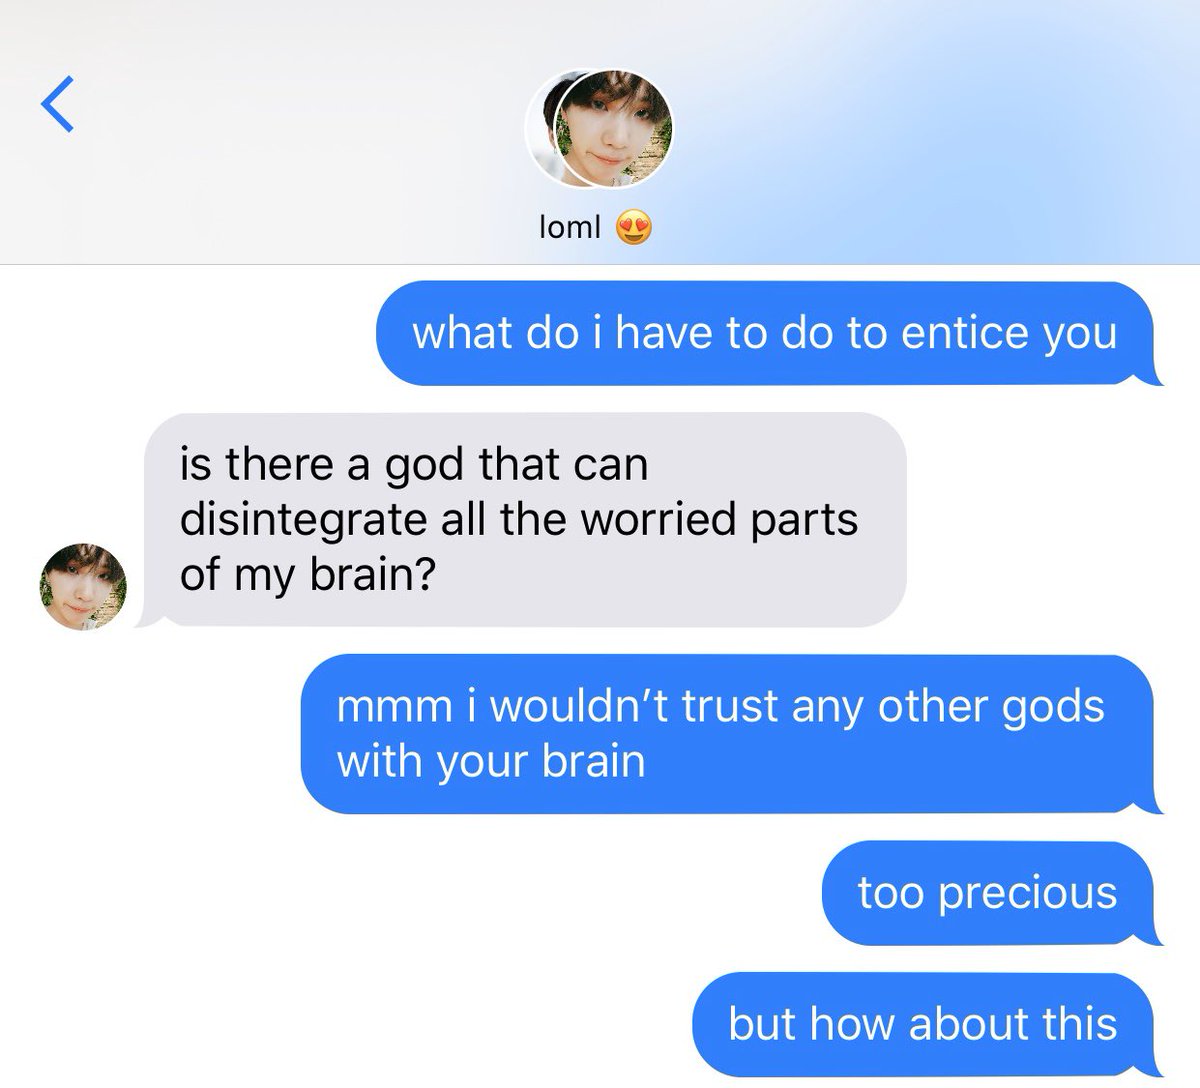 loml 😍
what do i have to do to entice you
is there a god that can
disintegrate all the worried parts
of my brain?
mmm i wouldn’t trust any other gods
with your brain
too precious
but how about this